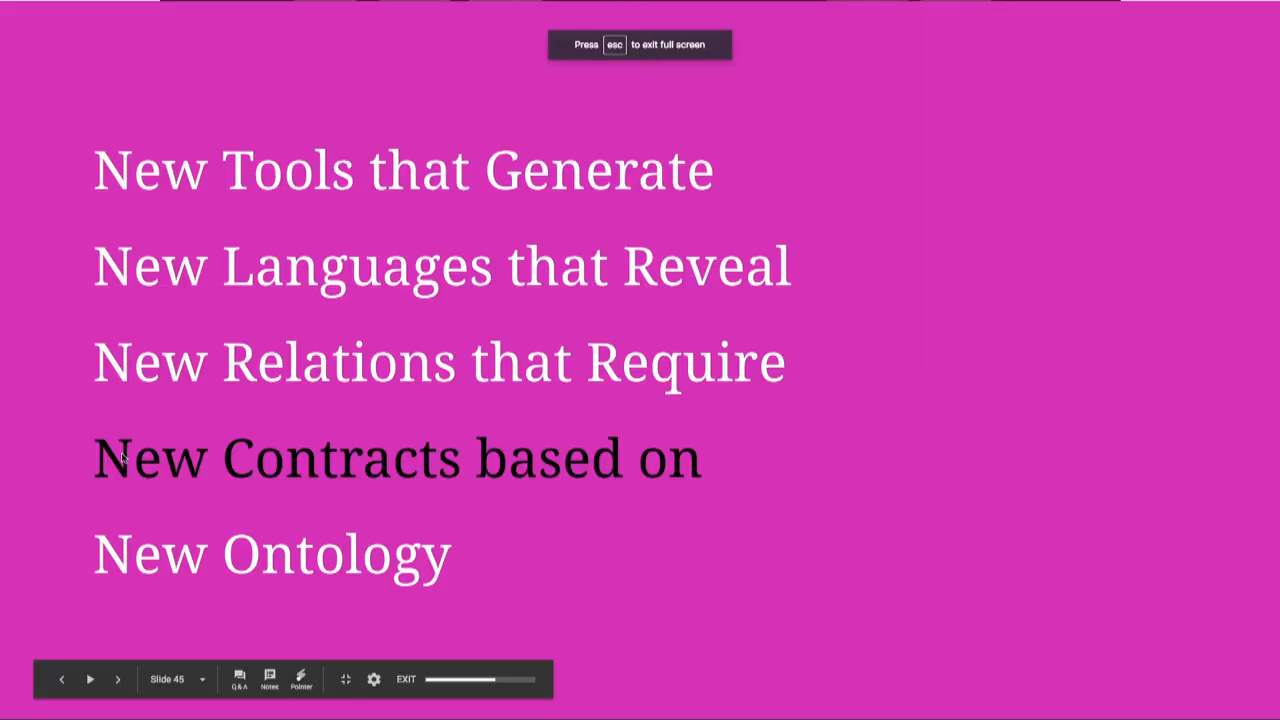 Press esc to exit full screen
New Tools that Generate
New Languages that Reveal
New Relations that Require
New Contracts based on
New Ontology
Slide 45
Q & A
Notes
Pointer
EXIT